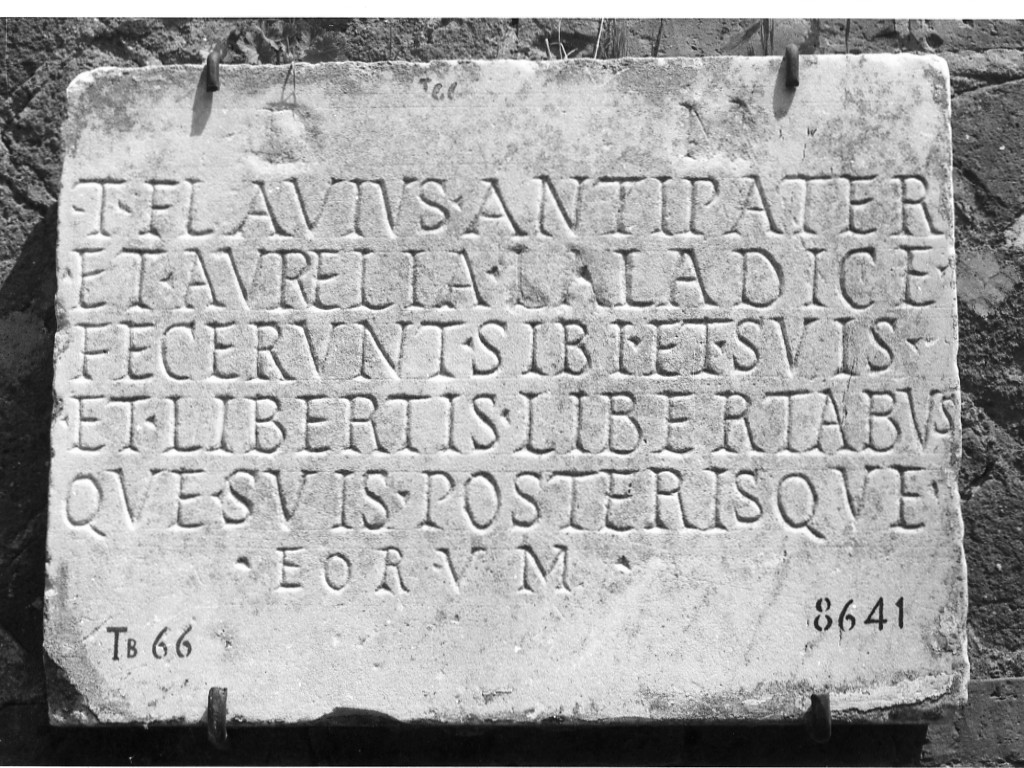 T66
·T·FLAVIVS·ANTIPATER
ET·AVRELIA·LALADICE·
FECERVNT·SIBI·ET·SVIS·
·ET·LIBERTIS·LIBERTABVS
QVE·SVIS·POSTERISQVE·
·EORVM·
TB 66
8641